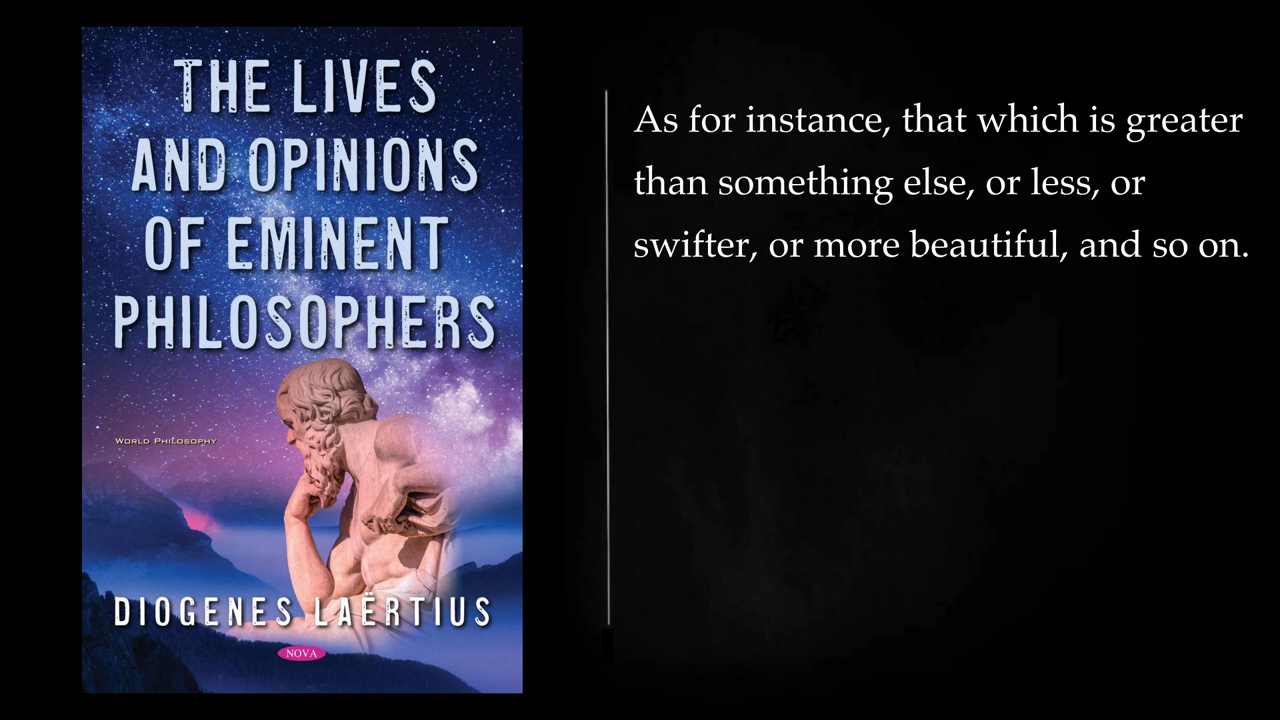 THE LIVES
AND OPINIONS
OF EMINENT
PHILOSOPHERS
WORLD PHILOSOPHY
DIOGENES LAËRTIUS
NOVA
As for instance, that which is greater
than something else, or less, or
swifter, or more beautiful, and so on.